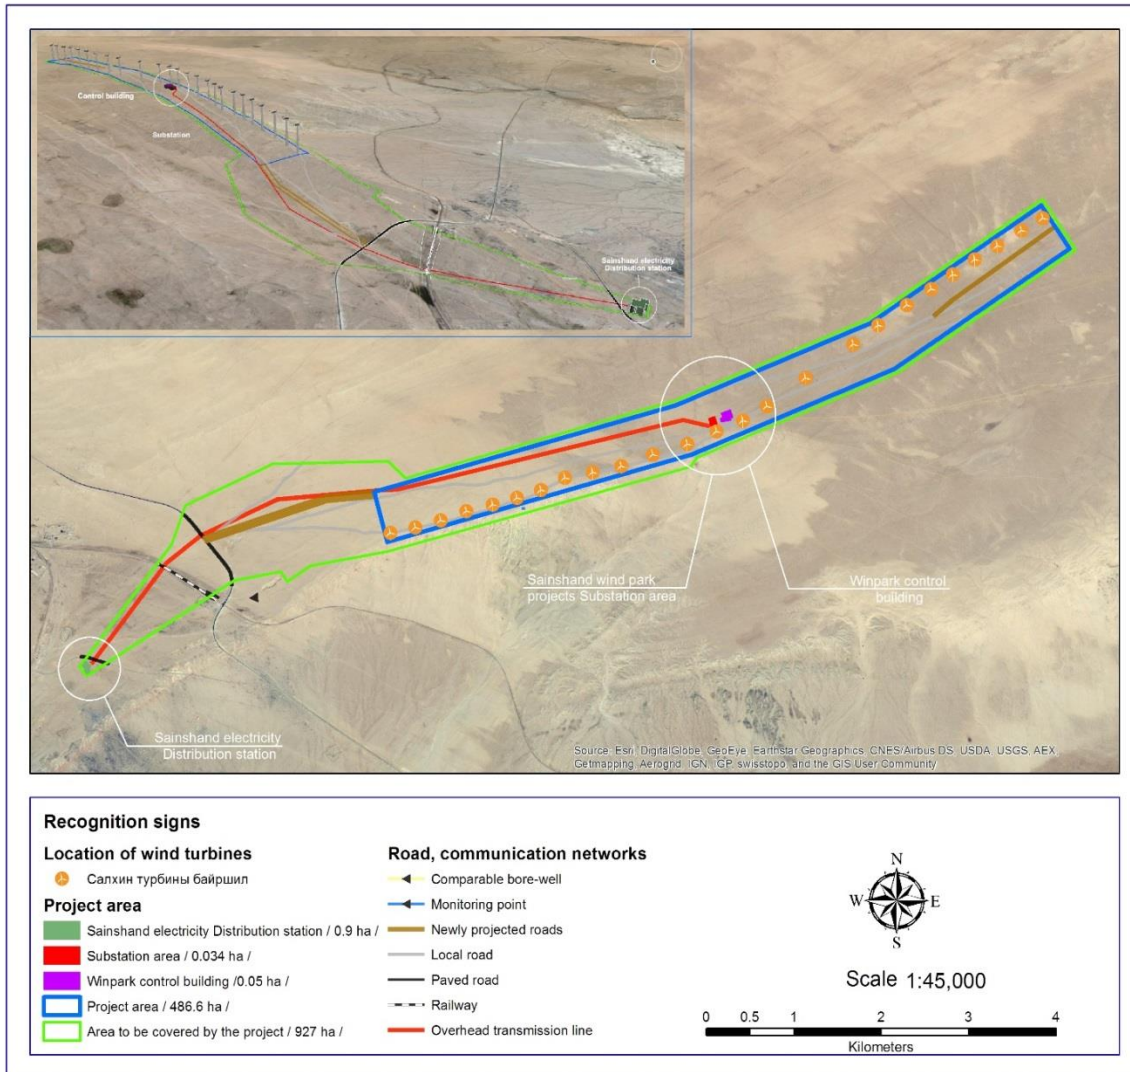 Control building
Substation
Sainshand electricity
Distribution station
Sainshand wind park
projects Substation area
Winpark control
building
Sainshand electricity
Distribution station
Source: Esri, DigitalGlobe, GeoEye, Earthstar Geographics, CNES/Airbus DS, USDA, USGS, AEX,
Getmapping, Aerogrid, IGN, IGP, swisstopo, and the GIS User Community
Recognition signs
Location of wind turbines
Салхин турбины байршил
Project area
Sainshand electricity Distribution station / 0.9 ha /
Substation area / 0.034 ha /
Winpark control building /0.05 ha /
Project area / 486.6 ha /
Area to be covered by the project / 927 ha /
Road, communication networks
Comparable bore-well
Monitoring point
Newly projected roads
Local road
Paved road
Railway
Overhead transmission line
N
W E
S
Scale 1:45,000
0 0.5 1 2 3 4
Kilometers